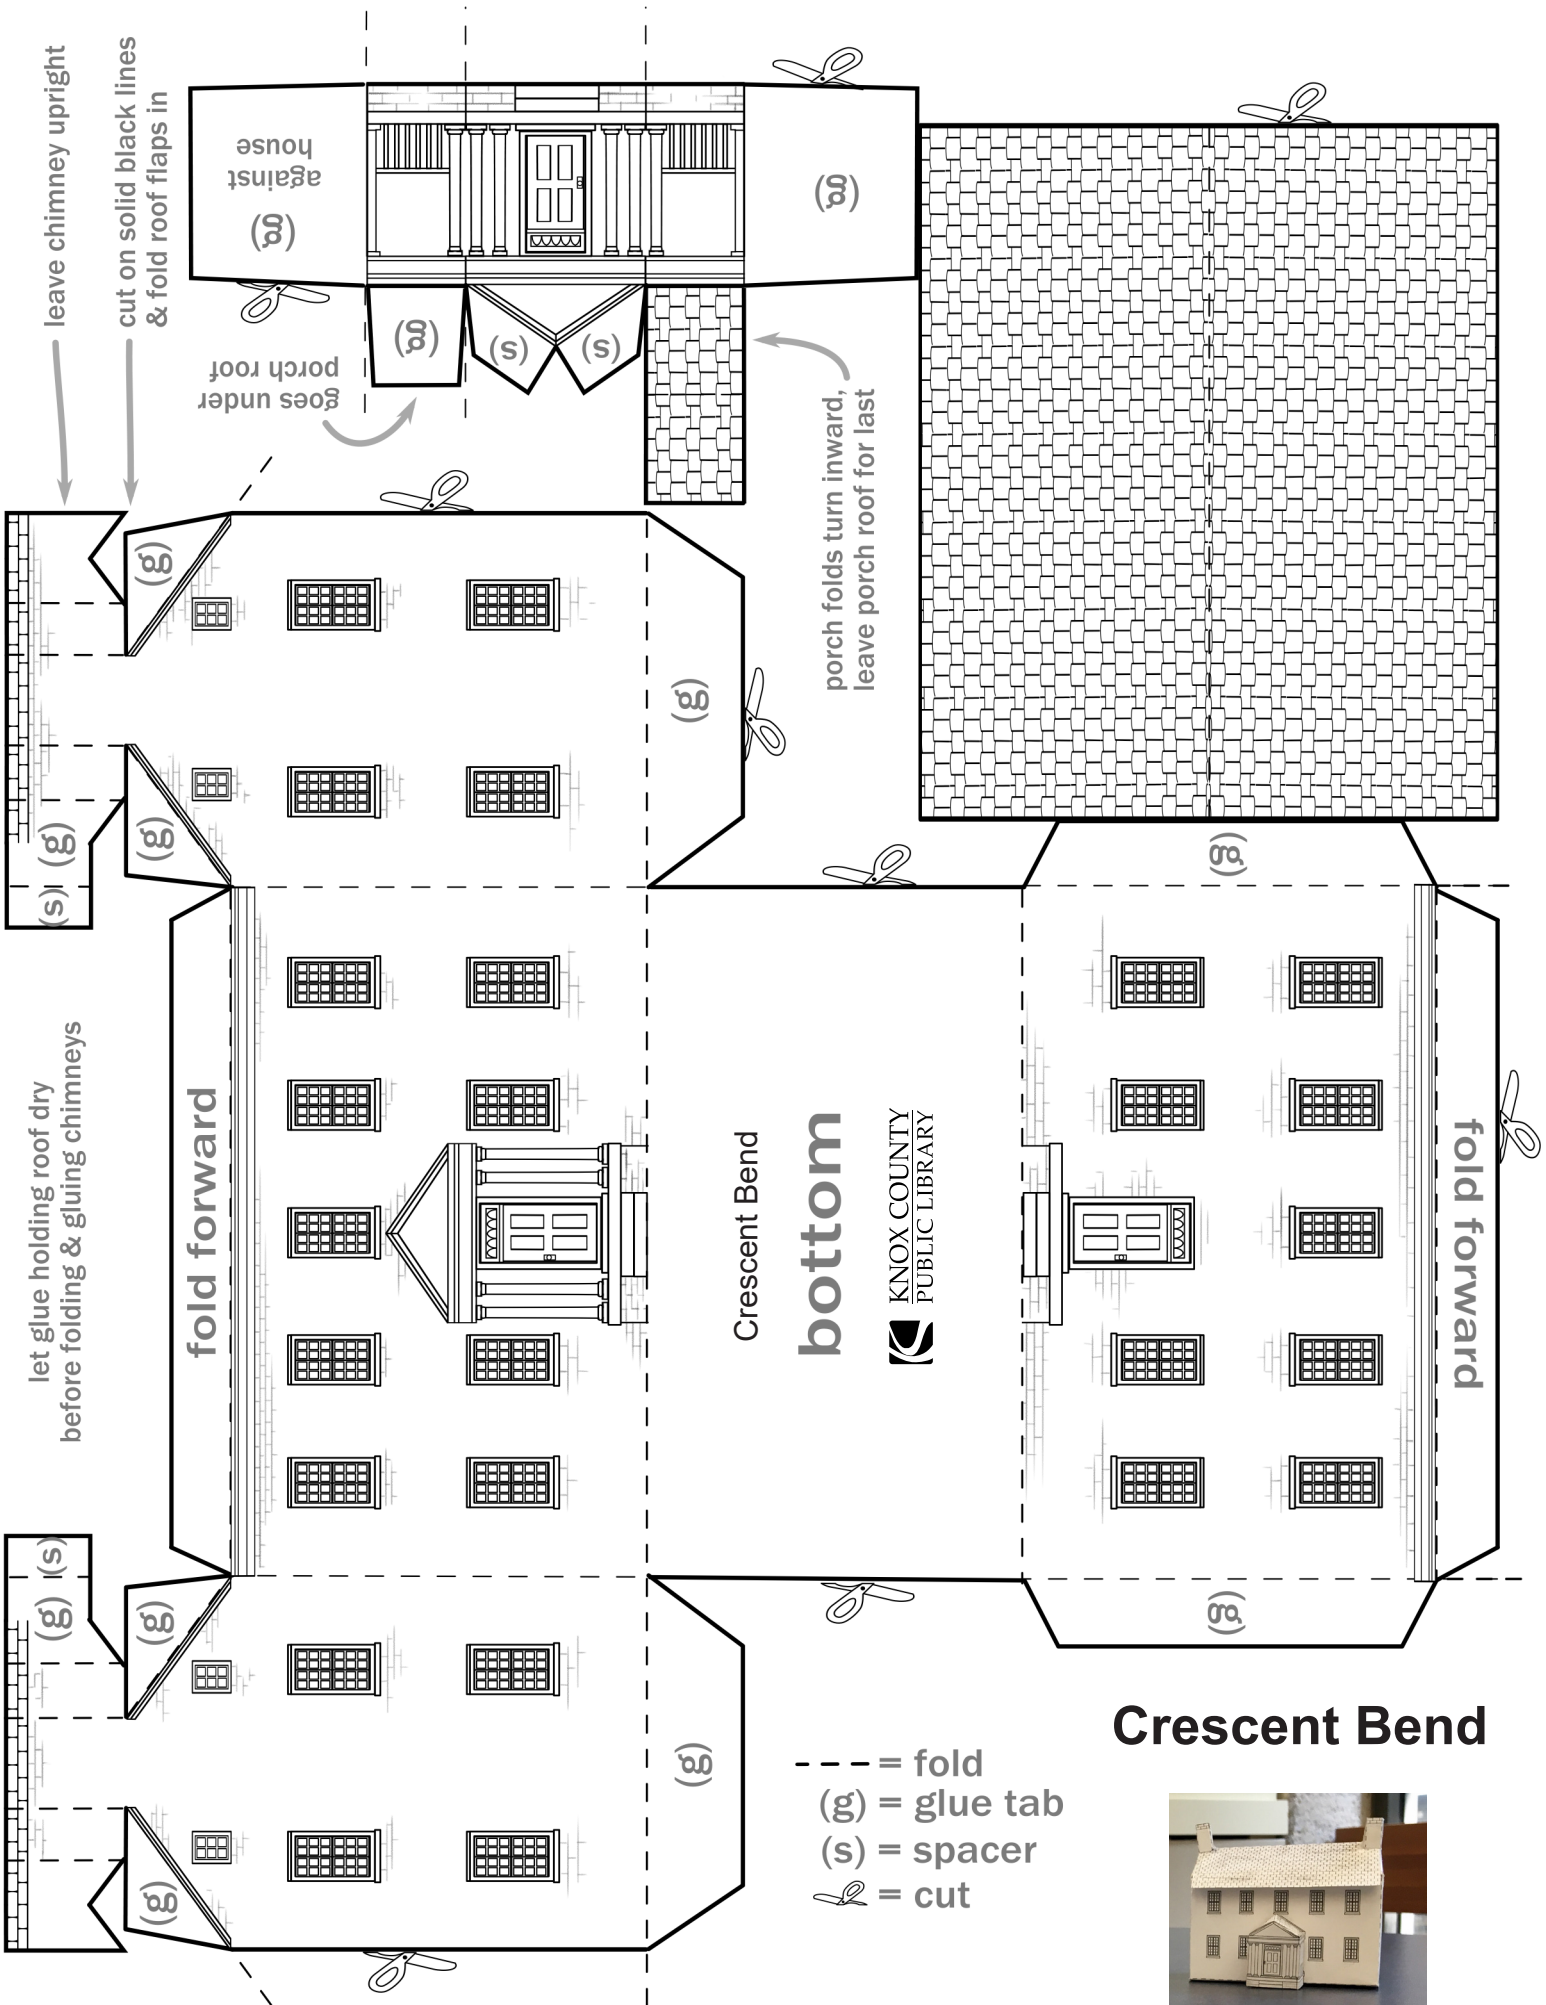 leave chimney upright
cut on solid black lines
& fold roof flaps in
(g)
against
house
(g)
(g)
(s)
(s)
goes under
porch roof
porch folds turn inward,
leave porch roof for last
(g)
(g)
(g)
(s)
(g)
(g)
let glue holding roof dry
before folding & gluing chimneys
fold forward
Crescent Bend
bottom
KNOX COUNTY
PUBLIC LIBRARY
fold forward
(s)
(g)
(g)
(g)
(g)
(g)
Crescent Bend
= fold
(g) = glue tab
(s) = spacer
= cut